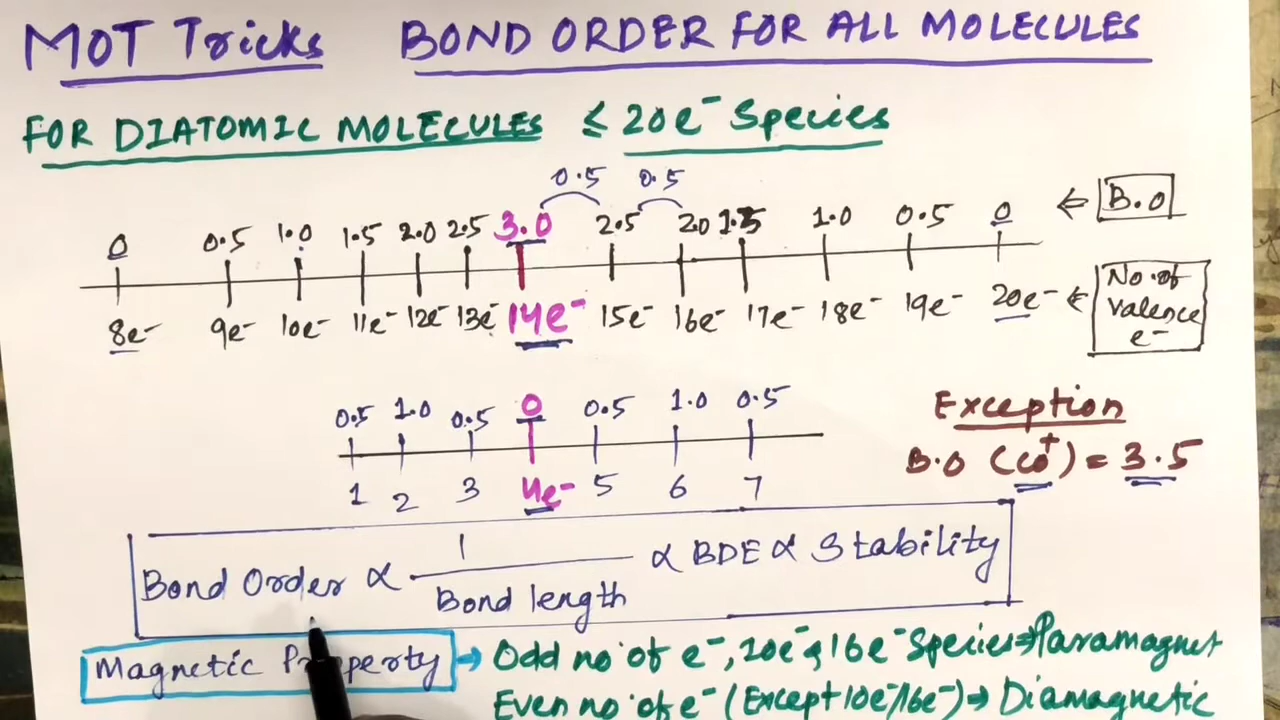 MOT Tricks BOND ORDER FOR ALL MOLECULES
FOR DIATOMIC MOLECULES ≤ 20e⁻ Species
0.5 0.5
0 0.5 1.0 1.5 2.0 2.5 3.0 2.5 2.0 1.5 1.0 0.5 0 ← B.O
8e⁻ 9e⁻ 10e⁻ 11e⁻ 12e⁻ 13e⁻ 14e⁻ 15e⁻ 16e⁻ 17e⁻ 18e⁻ 19e⁻ 20e⁻ ← No.of valence e⁻
0.5 1.0 0.5 0 0.5 1.0 0.5
1 2 3 4e⁻ 5 6 7
Exception
B.O (CO⁺) = 3.5
Bond Order ∝ 1 / Bond length ∝ BDE ∝ Stability
Magnetic Property → Odd no.of e⁻, 10e⁻ & 16e⁻ Species ⇒ Paramagnet
Even no.of e⁻ (Except 10e⁻/16e⁻) → Diamagnetic